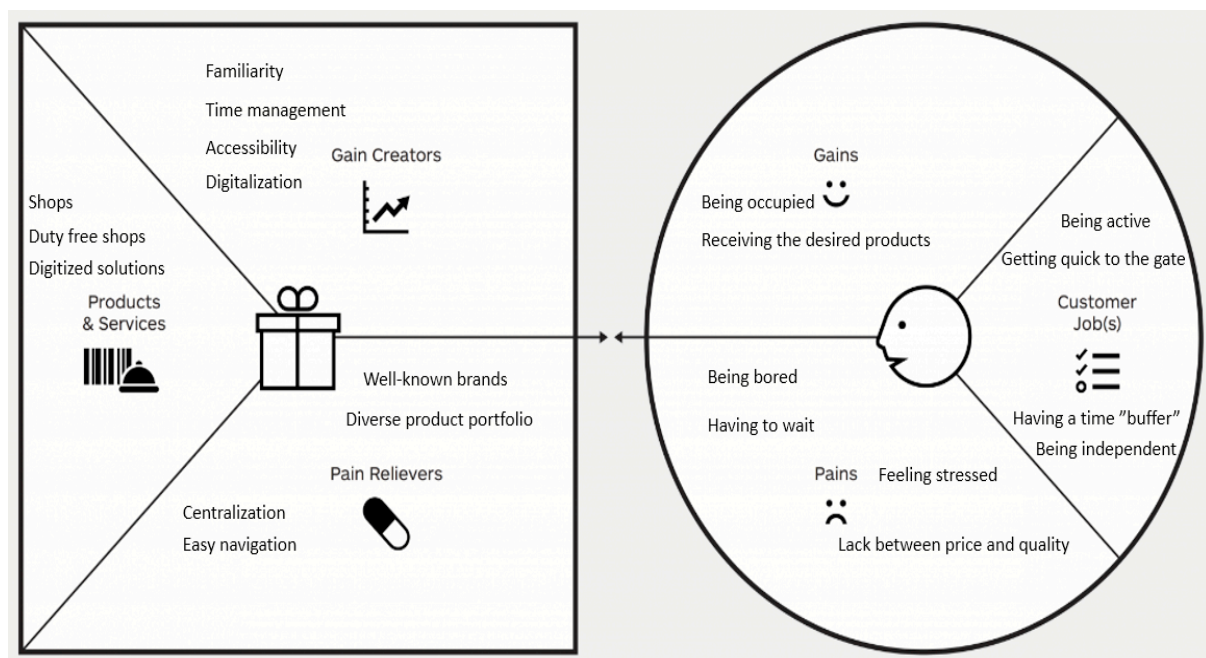 Familiarity
Time management
Accessibility
Gain Creators
Digitalization
Shops
Duty free shops
Digitized solutions
Products
& Services
Well-known brands
Diverse product portfolio
Pain Relievers
Centralization
Easy navigation
Gains
Being occupied
Receiving the desired products
Being active
Getting quick to the gate
Customer
Job(s)
Having a time ”buffer”
Being independent
Being bored
Having to wait
Pains
Feeling stressed
Lack between price and quality